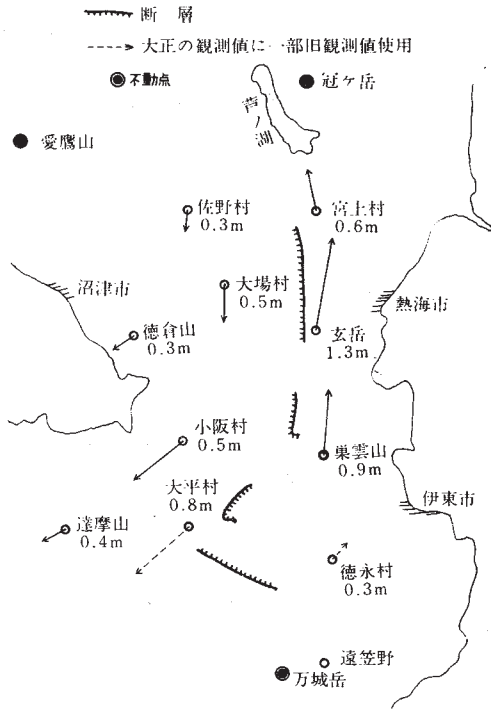 断層
大正の観測値に一部旧観測値使用
不動点
冠ケ岳
芦ノ湖
愛鷹山
佐野村
0.3m
宮上村
0.6m
大場村
0.5m
沼津市
熱海市
徳倉山
0.3m
玄岳
1.3m
小阪村
0.5m
巣雲山
0.9m
大平村
0.8m
伊東市
達摩山
0.4m
徳永村
0.3m
遠笠野
万城岳